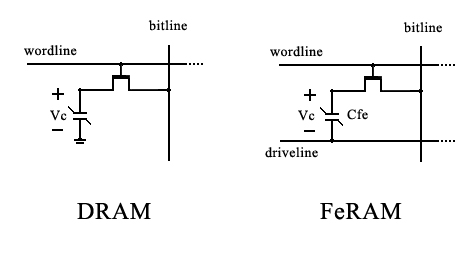 bitline
wordline
+
Vc
−
DRAM
bitline
wordline
+
Vc
Cfe
−
driveline
FeRAM